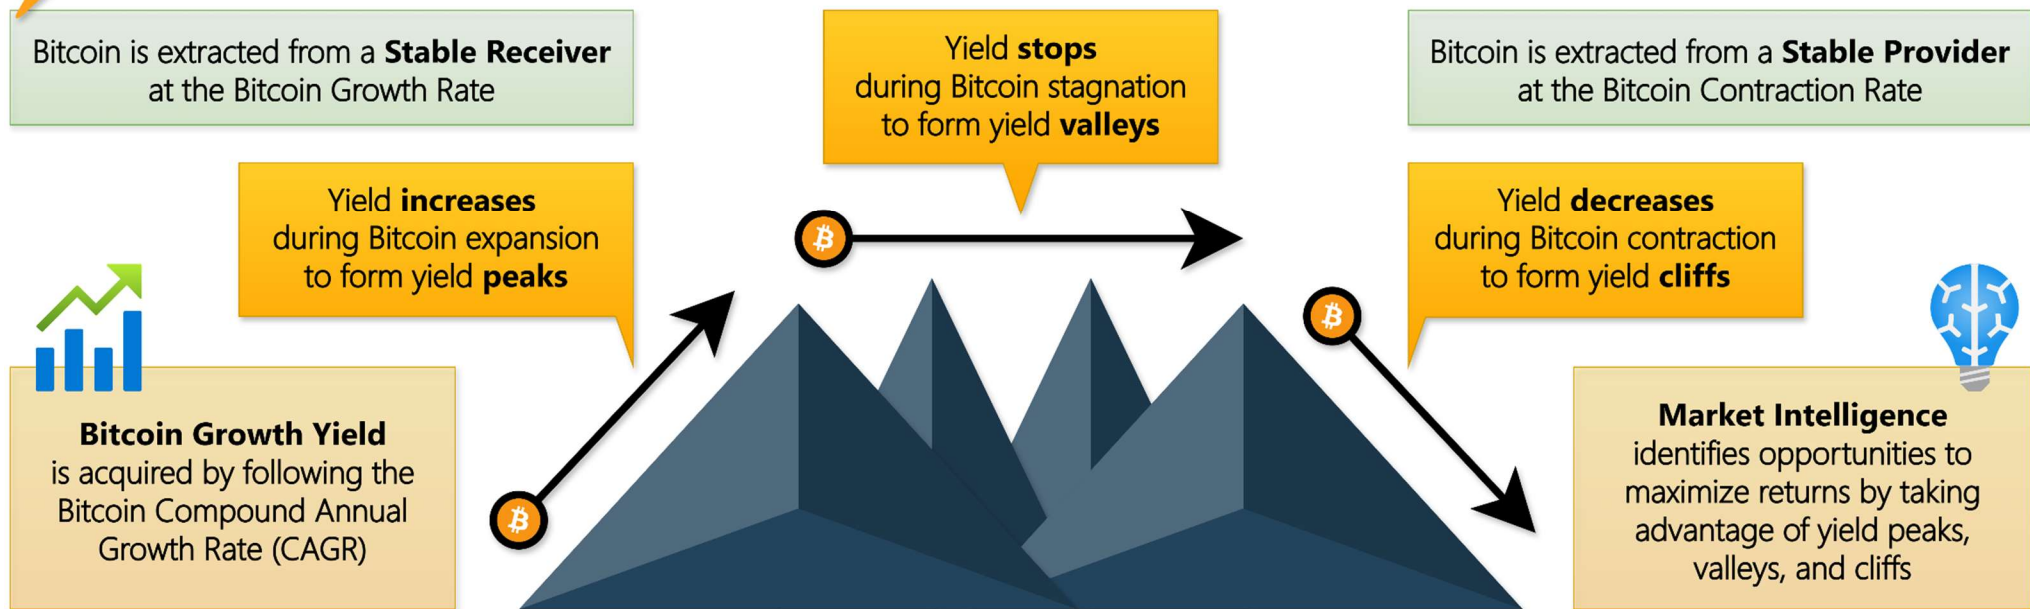 Bitcoin is extracted from a Stable Receiver
at the Bitcoin Growth Rate
Yield stops
during Bitcoin stagnation
to form yield valleys
Bitcoin is extracted from a Stable Provider
at the Bitcoin Contraction Rate
Yield increases
during Bitcoin expansion
to form yield peaks
Yield decreases
during Bitcoin contraction
to form yield cliffs
Bitcoin Growth Yield
is acquired by following the
Bitcoin Compound Annual
Growth Rate (CAGR)
Market Intelligence
identifies opportunities to
maximize returns by taking
advantage of yield peaks,
valleys, and cliffs